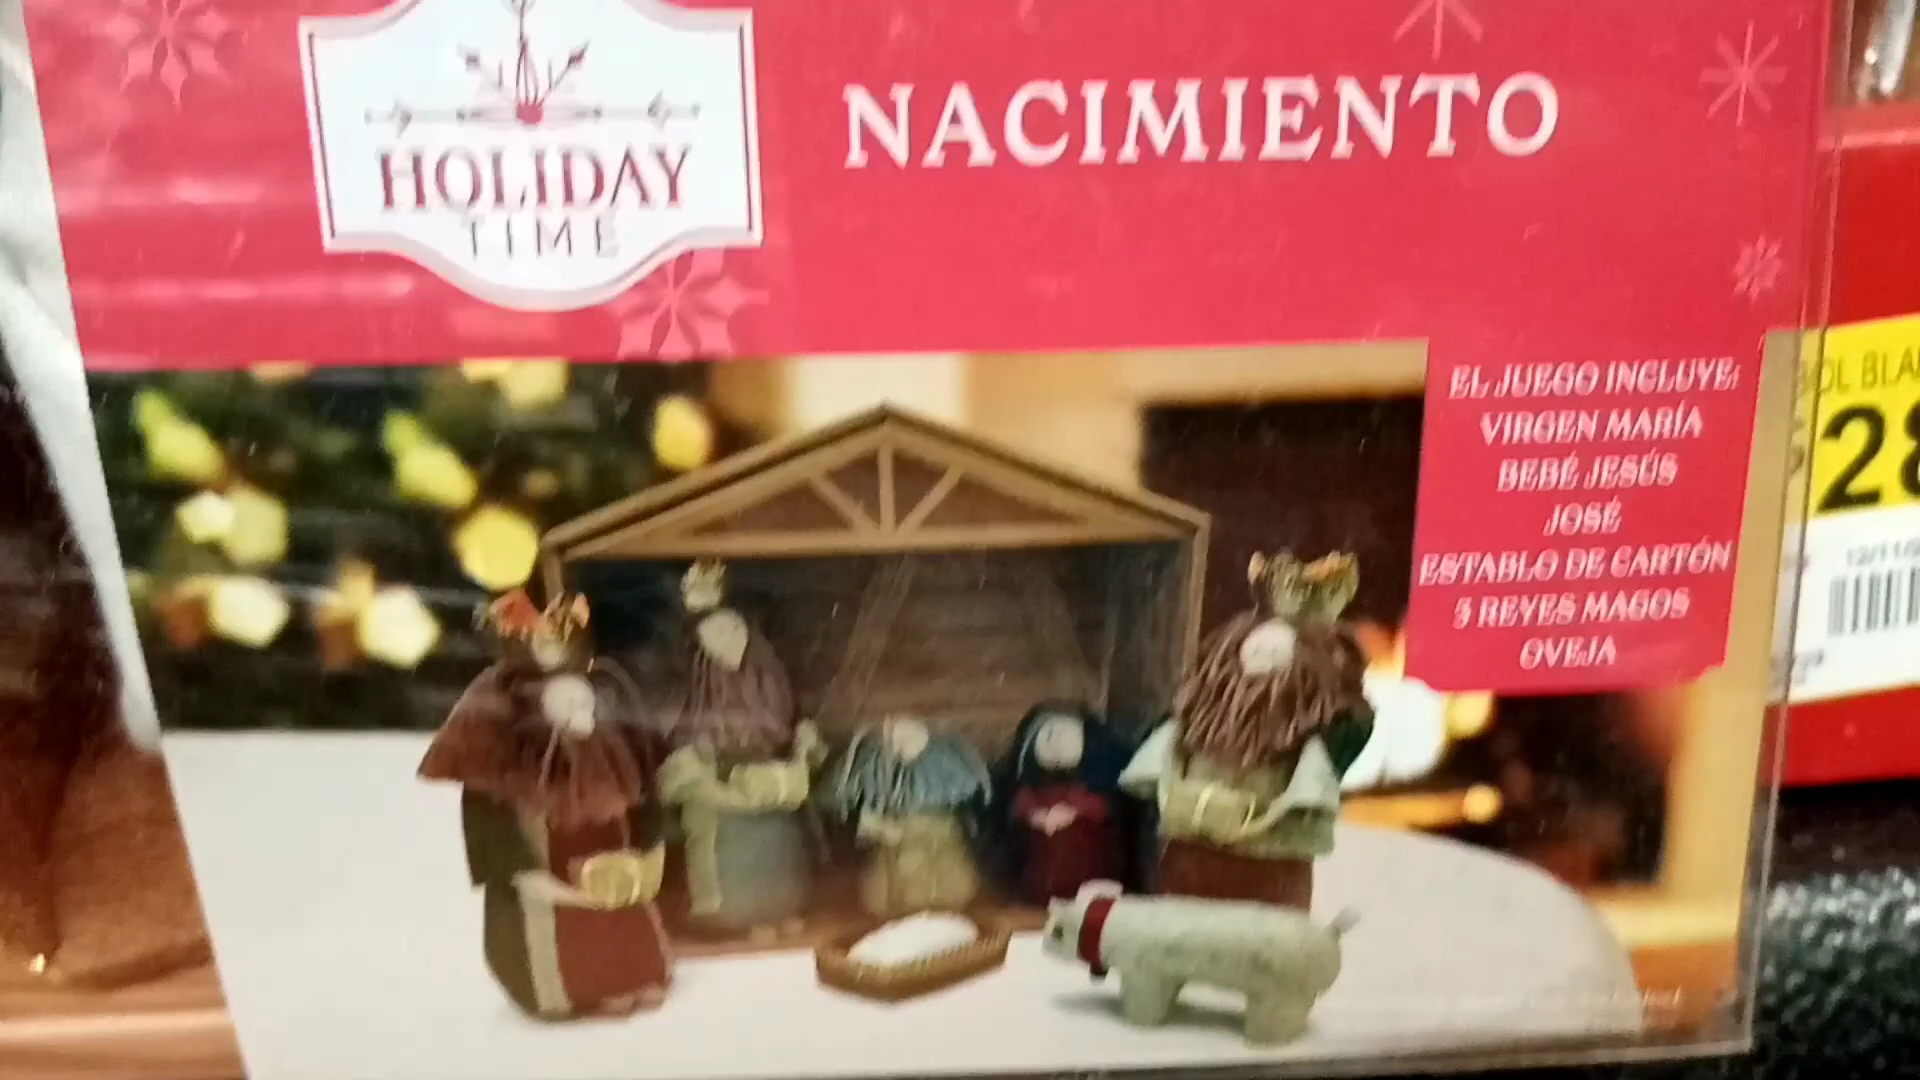 HOLIDAY
TIME
NACIMIENTO
EL JUEGO INCLUYE:
VIRGEN MARÍA
BEBÉ JESÚS
JOSÉ
ESTABLO DE CARTÓN
3 REYES MAGOS
OVEJA
28